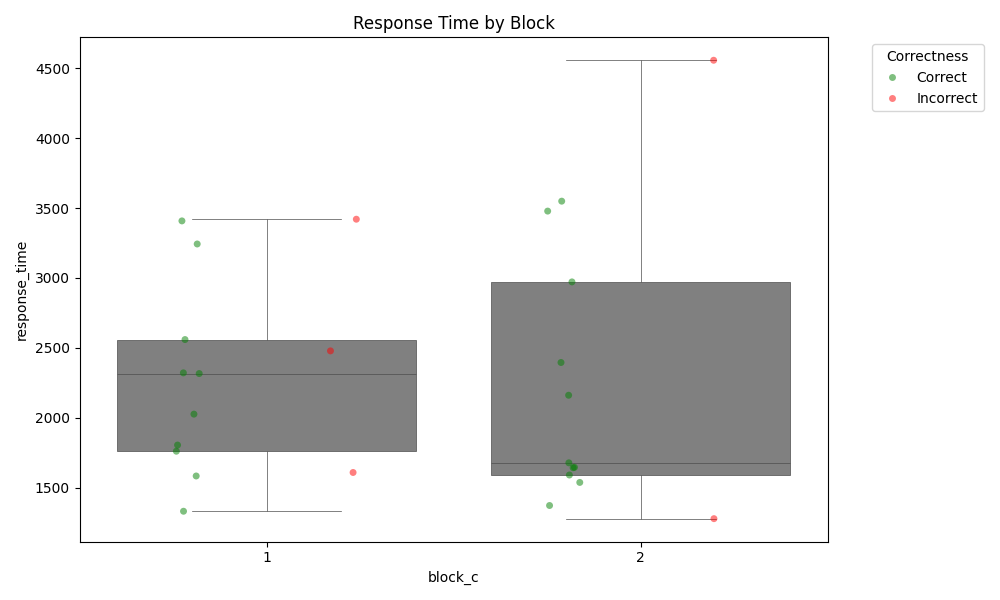 Response Time by Block
Correctness
Correct
Incorrect
response_time
4500
4000
3500
3000
2500
2000
1500
1
2
block_c